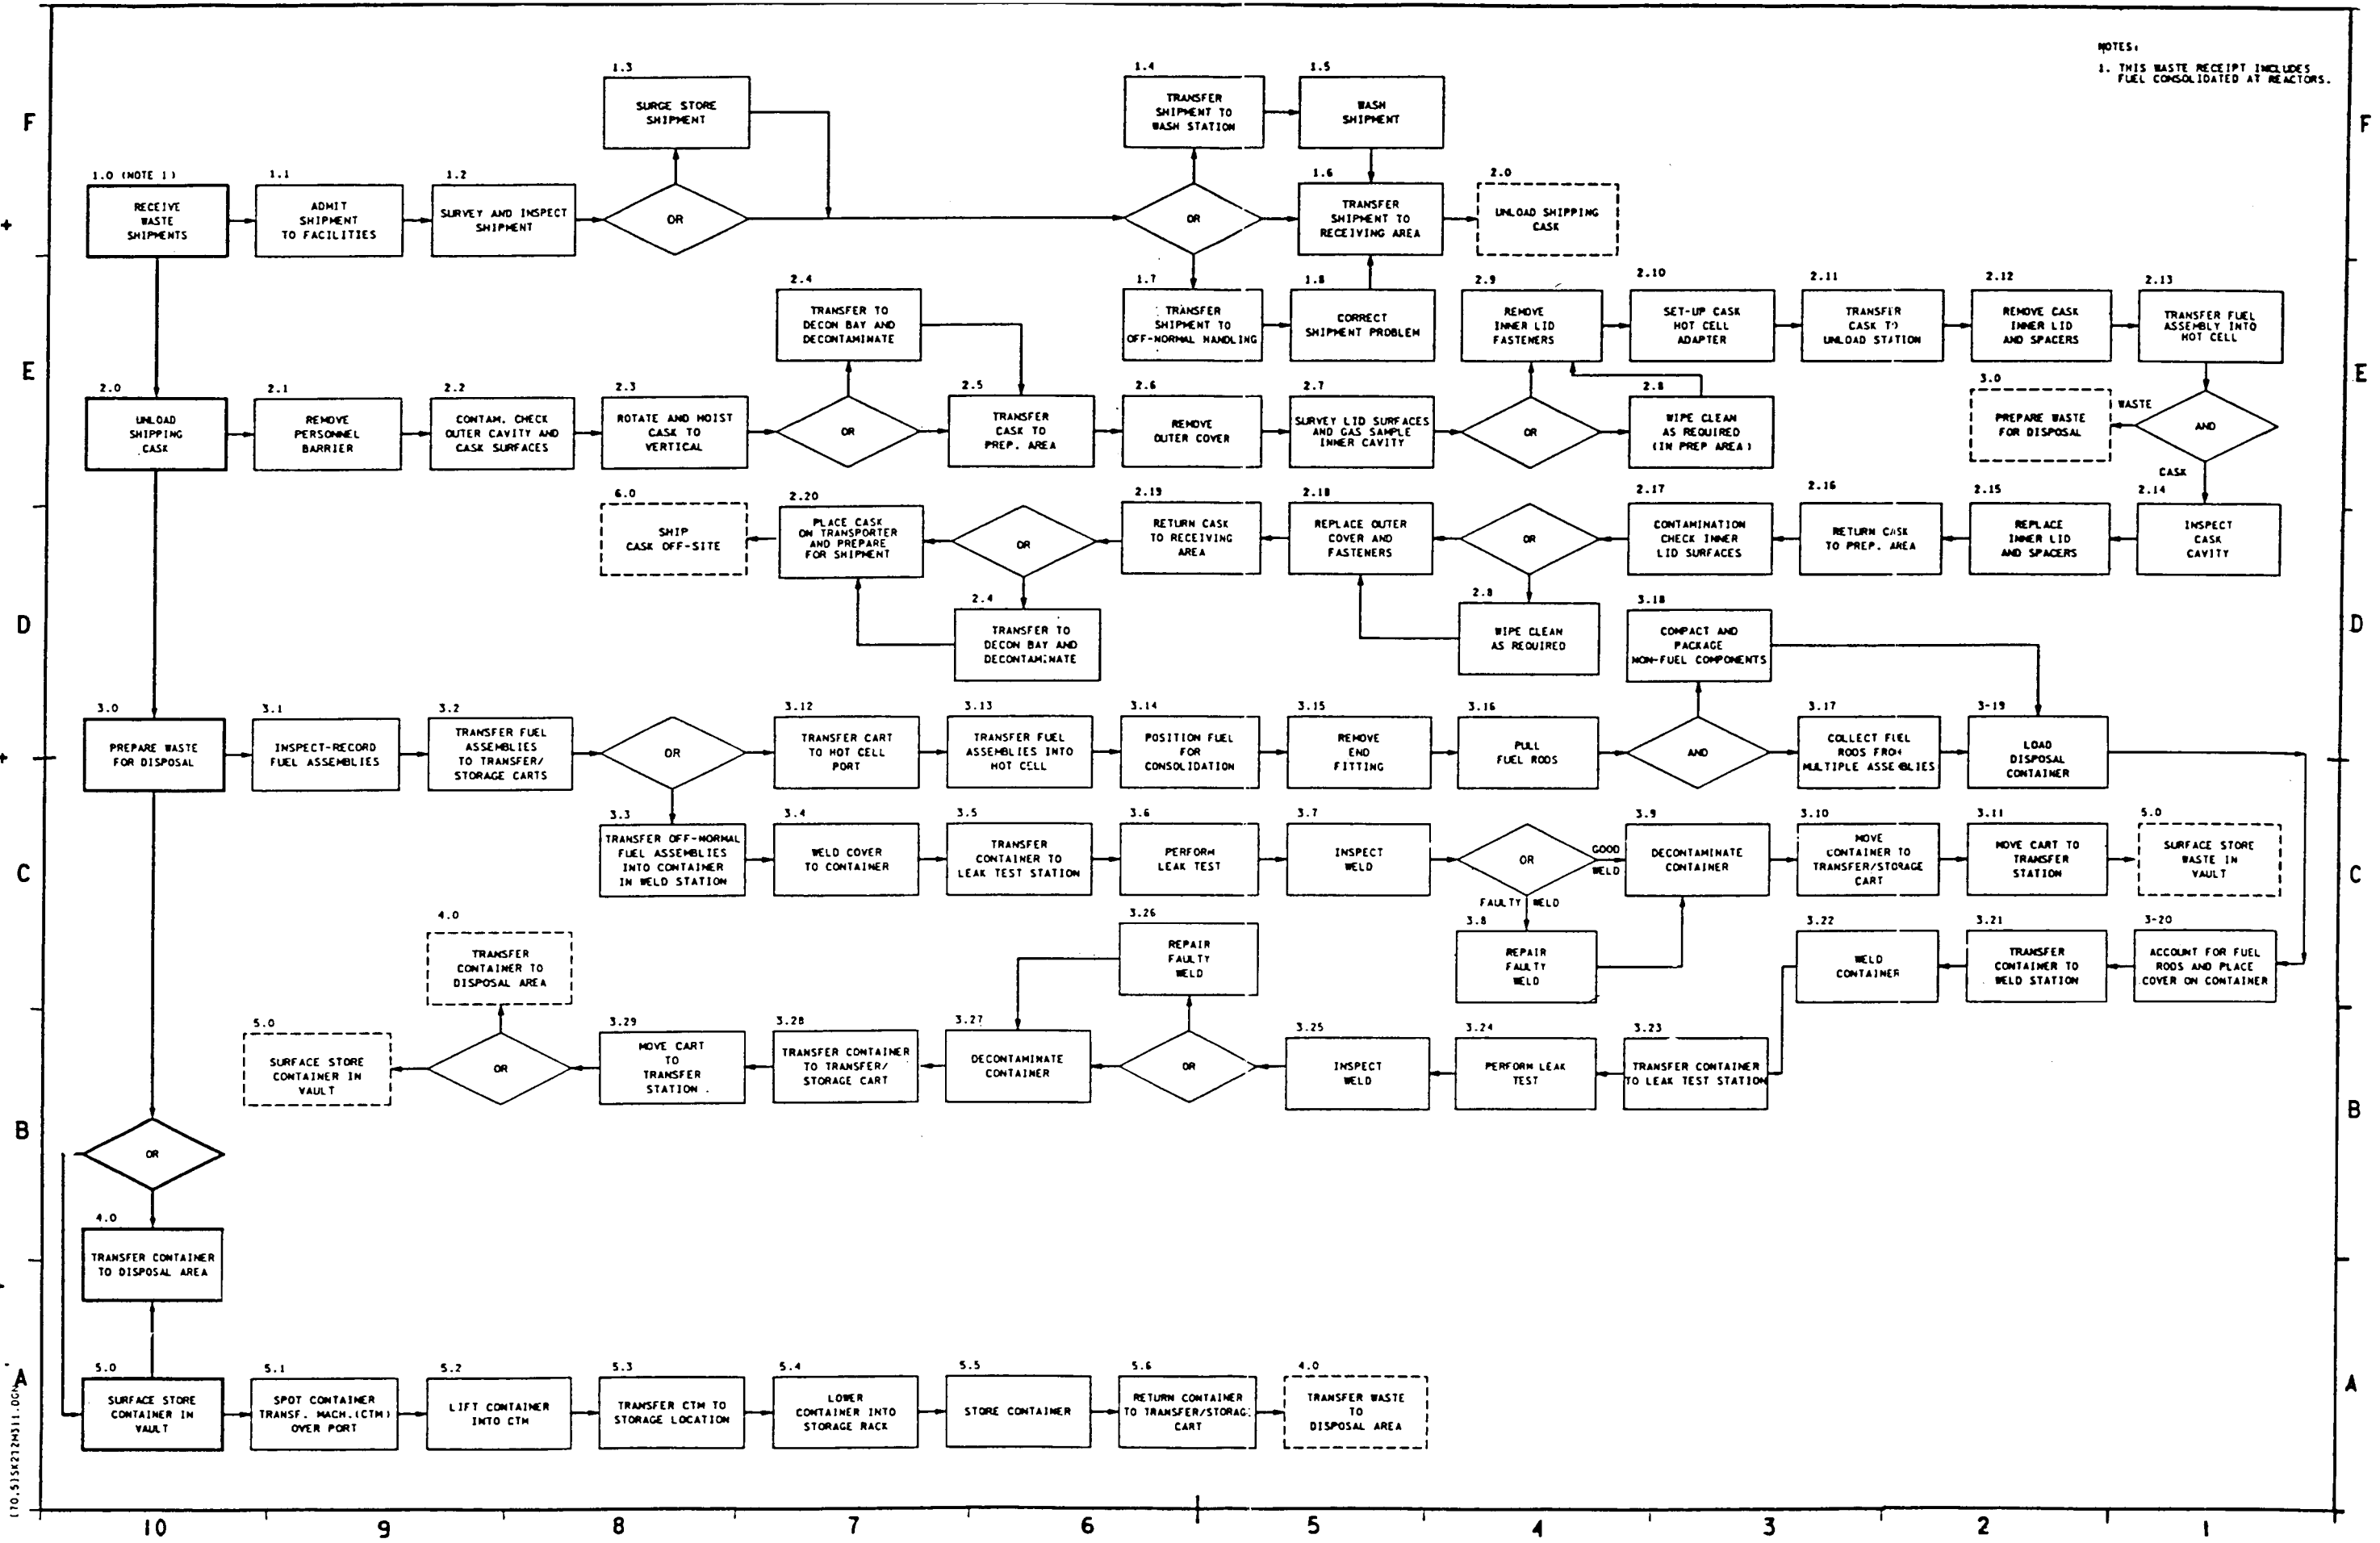 NOTES:
1. THIS WASTE RECEIPT INCLUDES
FUEL CONSOLIDATED AT REACTORS.
F
F
1.3
SURGE STORE
SHIPMENT
1.4
TRANSFER
SHIPMENT TO
WASH STATION
1.5
WASH
SHIPMENT
1.0 (NOTE 1)
RECEIVE
WASTE
SHIPMENTS
1.1
ADMIT
SHIPMENT
TO FACILITIES
1.2
SURVEY AND INSPECT
SHIPMENT
OR
OR
1.6
TRANSFER
SHIPMENT TO
RECEIVING AREA
2.0
UNLOAD SHIPPING
CASK
2.4
TRANSFER TO
DECON BAY AND
DECONTAMINATE
1.7
TRANSFER
SHIPMENT TO
OFF-NORMAL HANDLING
1.8
CORRECT
SHIPMENT PROBLEM
2.9
REMOVE
INNER LID
FASTENERS
2.10
SET-UP CASK
HOT CELL
ADAPTER
2.11
TRANSFER
CASK TO
UNLOAD STATION
2.12
REMOVE CASK
INNER LID
AND SPACERS
2.13
TRANSFER FUEL
ASSEMBLY INTO
HOT CELL
E
E
2.0
UNLOAD
SHIPPING
CASK
2.1
REMOVE
PERSONNEL
BARRIER
2.2
CONTAM. CHECK
OUTER CAVITY AND
CASK SURFACES
2.3
ROTATE AND HOIST
CASK TO
VERTICAL
OR
2.5
TRANSFER
CASK TO
PREP. AREA
2.6
REMOVE
OUTER COVER
2.7
SURVEY LID SURFACES
AND GAS SAMPLE
INNER CAVITY
OR
2.8
WIPE CLEAN
AS REQUIRED
(IN PREP AREA)
3.0
PREPARE WASTE
FOR DISPOSAL
WASTE
AND
CASK
6.0
SHIP
CASK OFF-SITE
2.20
PLACE CASK
ON TRANSPORTER
AND PREPARE
FOR SHIPMENT
OR
2.19
RETURN CASK
TO RECEIVING
AREA
2.18
REPLACE OUTER
COVER AND
FASTENERS
OR
2.17
CONTAMINATION
CHECK INNER
LID SURFACES
2.16
RETURN CASK
TO PREP. AREA
2.15
REPLACE
INNER LID
AND SPACERS
2.14
INSPECT
CASK
CAVITY
D
D
2.4
TRANSFER TO
DECON BAY AND
DECONTAMINATE
2.8
WIPE CLEAN
AS REQUIRED
3.18
COMPACT AND
PACKAGE
NON-FUEL COMPONENTS
3.0
PREPARE WASTE
FOR DISPOSAL
3.1
INSPECT-RECORD
FUEL ASSEMBLIES
3.2
TRANSFER FUEL
ASSEMBLIES
TO TRANSFER/
STORAGE CARTS
OR
3.12
TRANSFER CART
TO HOT CELL
PORT
3.13
TRANSFER FUEL
ASSEMBLIES INTO
HOT CELL
3.14
POSITION FUEL
FOR
CONSOLIDATION
3.15
REMOVE
END
FITTING
3.16
PULL
FUEL RODS
AND
3.17
COLLECT FUEL
RODS FROM
MULTIPLE ASSEMBLIES
3-19
LOAD
DISPOSAL
CONTAINER
C
C
3.3
TRANSFER OFF-NORMAL
FUEL ASSEMBLIES
INTO CONTAINER
IN WELD STATION
3.4
WELD COVER
TO CONTAINER
3.5
TRANSFER
CONTAINER TO
LEAK TEST STATION
3.6
PERFORM
LEAK TEST
3.7
INSPECT
WELD
OR
GOOD
WELD
FAULTY WELD
3.9
DECONTAMINATE
CONTAINER
3.10
MOVE
CONTAINER TO
TRANSFER/STORAGE
CART
3.11
MOVE CART TO
TRANSFER
STATION
5.0
SURFACE STORE
WASTE IN
VAULT
4.0
TRANSFER
CONTAINER TO
DISPOSAL AREA
3.26
REPAIR
FAULTY
WELD
3.8
REPAIR
FAULTY
WELD
3.22
WELD
CONTAINER
3.21
TRANSFER
CONTAINER TO
WELD STATION
3-20
ACCOUNT FOR FUEL
RODS AND PLACE
COVER ON CONTAINER
5.0
SURFACE STORE
CONTAINER IN
VAULT
OR
3.29
MOVE CART
TO
TRANSFER
STATION
3.28
TRANSFER CONTAINER
TO TRANSFER/
STORAGE CART
3.27
DECONTAMINATE
CONTAINER
OR
3.25
INSPECT
WELD
3.24
PERFORM LEAK
TEST
3.23
TRANSFER CONTAINER
TO LEAK TEST STATION
B
B
OR
4.0
TRANSFER CONTAINER
TO DISPOSAL AREA
A
A
5.0
SURFACE STORE
CONTAINER IN
VAULT
5.1
SPOT CONTAINER
TRANSF. MACH.(CTM)
OVER PORT
5.2
LIFT CONTAINER
INTO CTM
5.3
TRANSFER CTM TO
STORAGE LOCATION
5.4
LOWER
CONTAINER INTO
STORAGE RACK
5.5
STORE CONTAINER
5.6
RETURN CONTAINER
TO TRANSFER/STORAGE
CART
4.0
TRANSFER WASTE
TO
DISPOSAL AREA
10 9 8 7 6 5 4 3 2 1